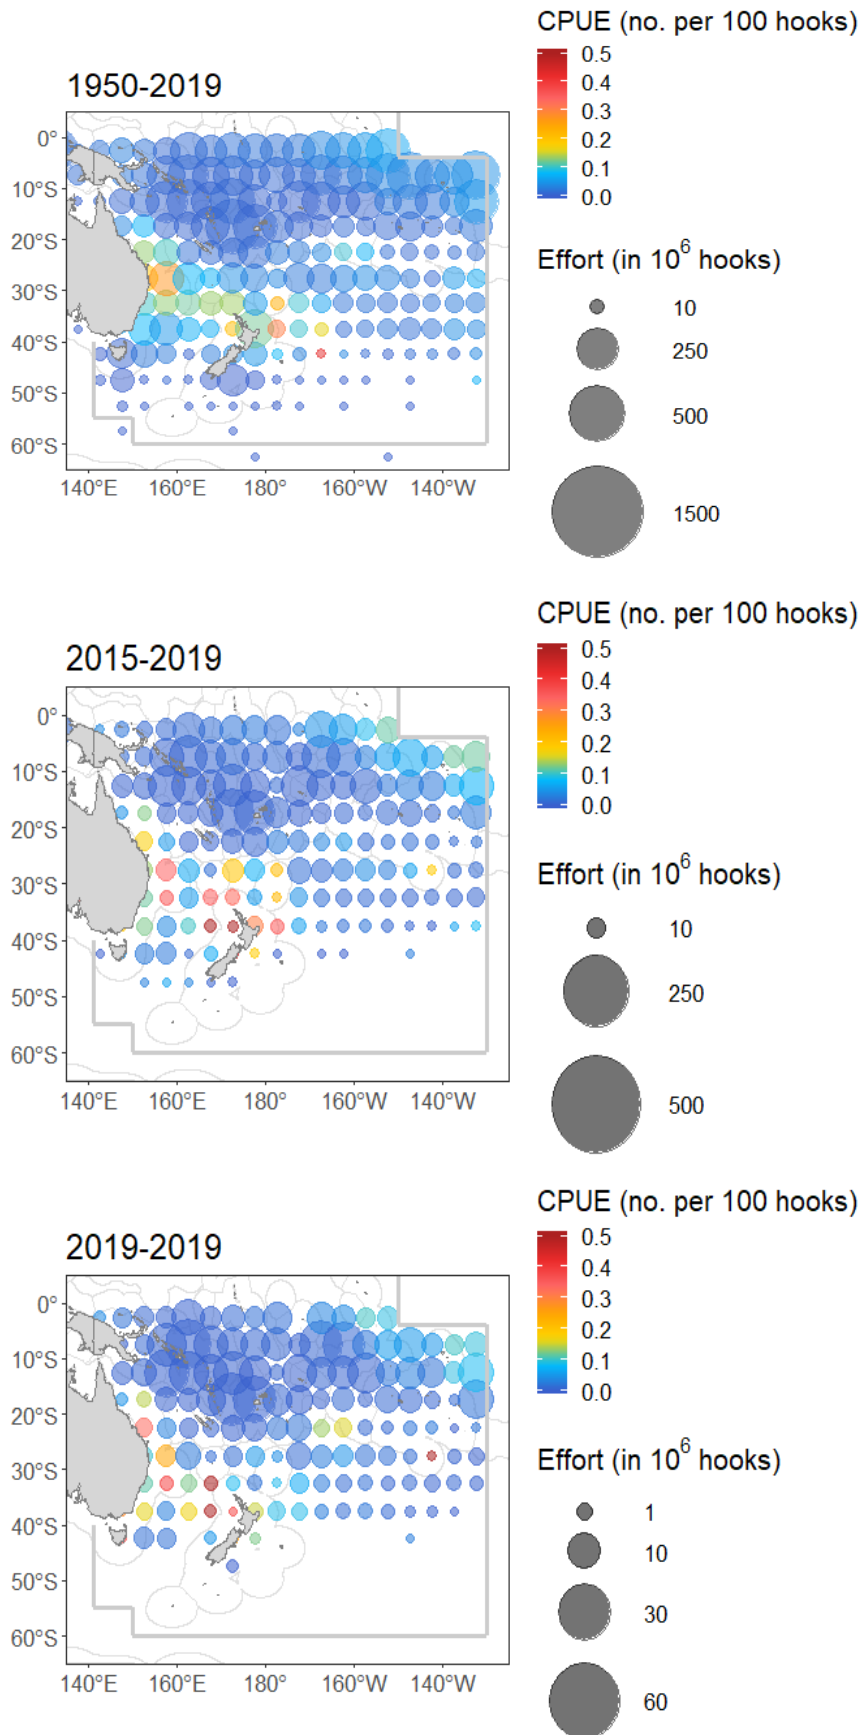 CPUE (no. per 100 hooks)
0.5
0.4
0.3
0.2
0.1
0.0
1950-2019
0°
10°S
20°S
30°S
40°S
50°S
60°S
140°E 160°E 180° 160°W 140°W
Effort (in 10⁶ hooks)
10
250
500
1500
CPUE (no. per 100 hooks)
0.5
0.4
0.3
0.2
0.1
0.0
2015-2019
0°
10°S
20°S
30°S
40°S
50°S
60°S
140°E 160°E 180° 160°W 140°W
Effort (in 10⁶ hooks)
10
250
500
CPUE (no. per 100 hooks)
0.5
0.4
0.3
0.2
0.1
0.0
2019-2019
0°
10°S
20°S
30°S
40°S
50°S
60°S
140°E 160°E 180° 160°W 140°W
Effort (in 10⁶ hooks)
1
10
30
60